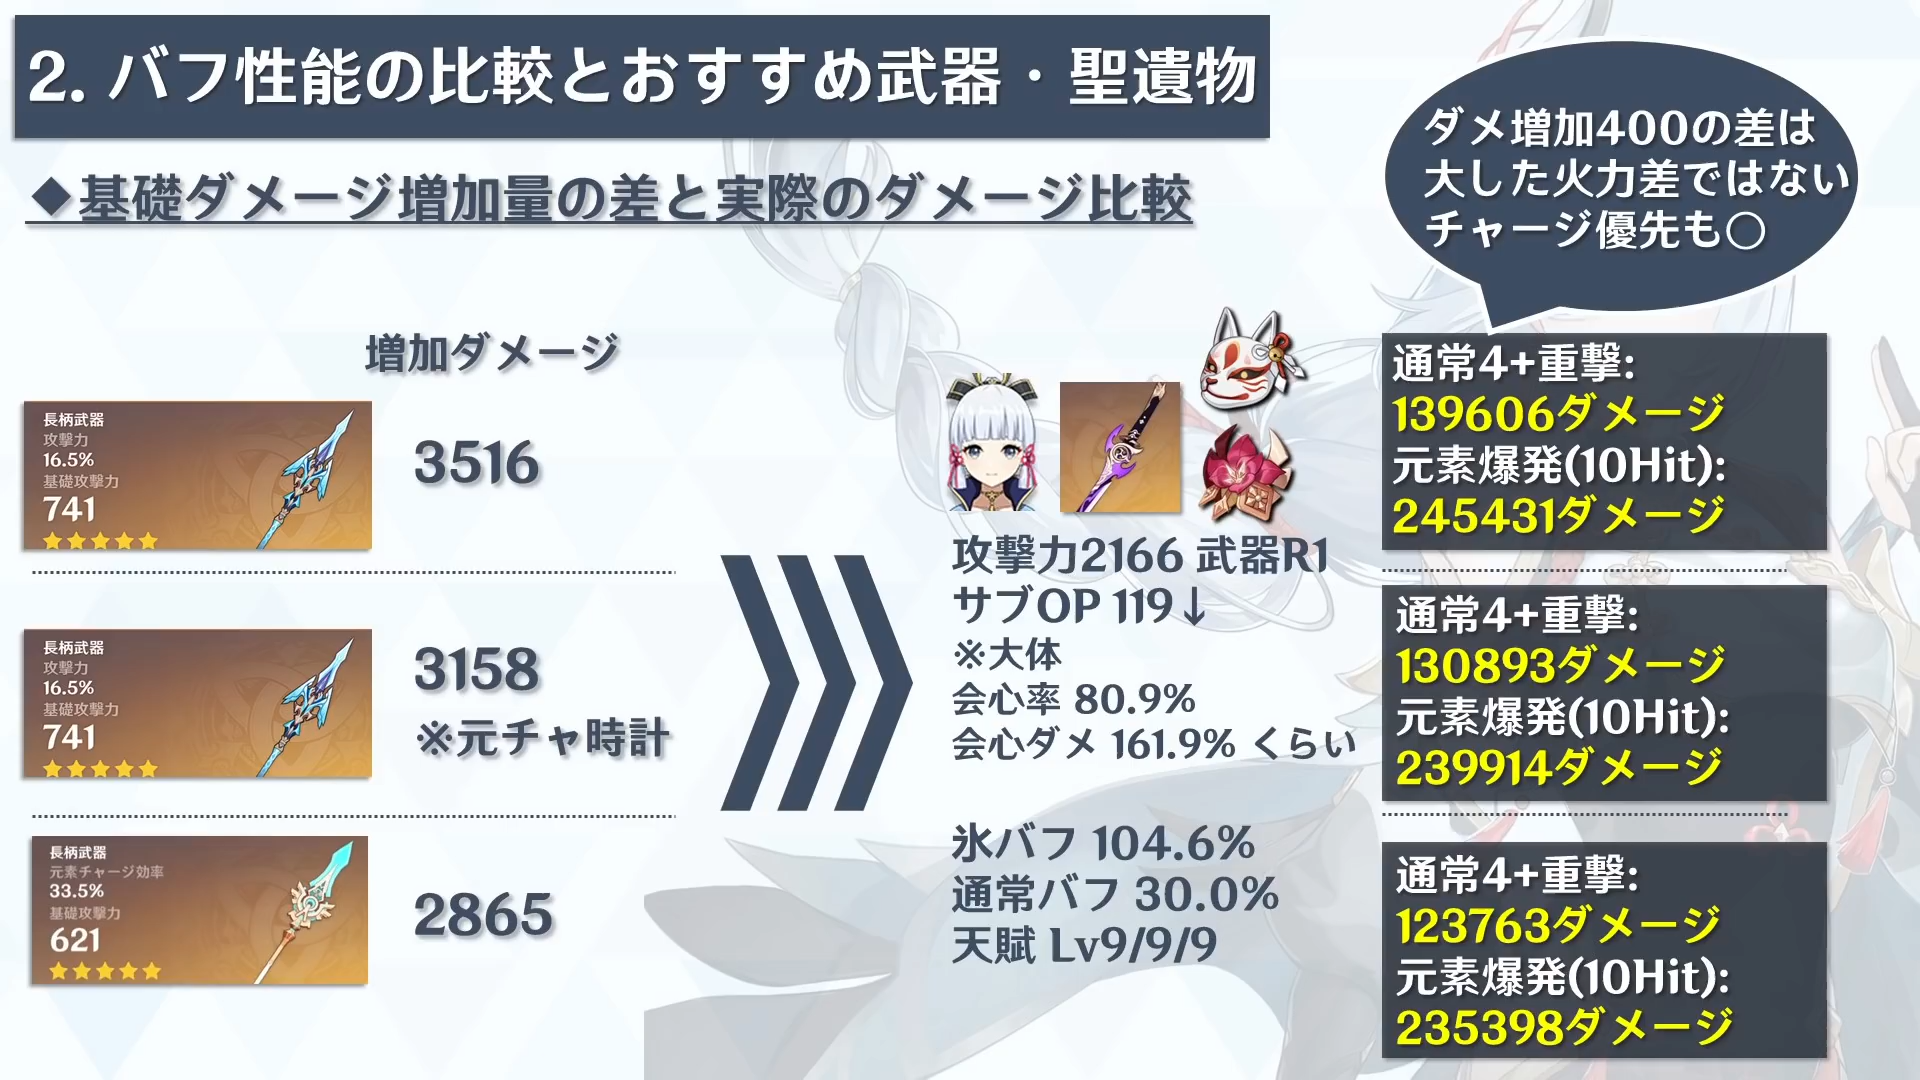 2. バフ性能の比較とおすすめ武器・聖遺物
◆基礎ダメージ増加量の差と実際のダメージ比較
ダメ増加400の差は
大した火力差ではない
チャージ優先も○
増加ダメージ
長柄武器
攻撃力
16.5%
基礎攻撃力
741
3516
長柄武器
攻撃力
16.5%
基礎攻撃力
741
3158
※元チャ時計
長柄武器
元素チャージ効率
33.5%
基礎攻撃力
621
2865
攻撃力2166 武器R1
サブOP 119↓
※大体
会心率 80.9%
会心ダメ 161.9% くらい
氷バフ 104.6%
通常バフ 30.0%
天賦 Lv9/9/9
通常4+重撃:
139606ダメージ
元素爆発(10Hit):
245431ダメージ
通常4+重撃:
130893ダメージ
元素爆発(10Hit):
239914ダメージ
通常4+重撃:
123763ダメージ
元素爆発(10Hit):
235398ダメージ